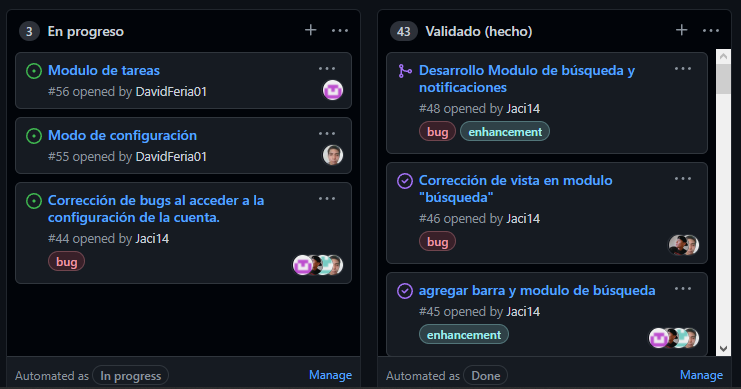 3 En progreso
Modulo de tareas
#56 opened by DavidFeria01
Modo de configuración
#55 opened by DavidFeria01
Corrección de bugs al acceder a la
configuración de la cuenta.
#44 opened by Jaci14
bug
Automated as In progress Manage
43 Validado (hecho)
Desarrollo Modulo de búsqueda y
notificaciones
#48 opened by Jaci14
bug enhancement
Corrección de vista en modulo
"búsqueda"
#46 opened by Jaci14
bug
agregar barra y modulo de búsqueda
#45 opened by Jaci14
enhancement
Automated as Done Manage